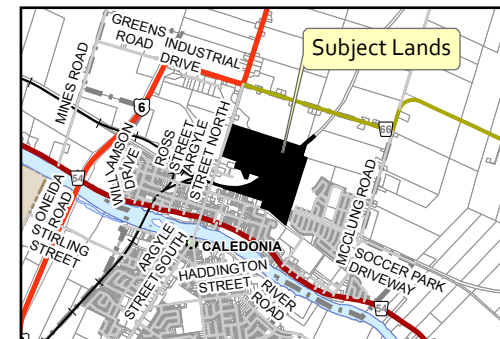 GREENS INDUSTRIAL
ROAD DRIVE
Subject Lands
MINES ROAD
6
66
WILLIAMSON
DRIVE
ROSS
STREET
ARGYLE
STREET NORTH
MCCLUNG ROAD
54
ONEIDA
ROAD
STIRLING
STREET
ARGYLE
STREET SOUTH
CALEDONIA
HADDINGTON
STREET
RIVER
ROAD
SOCCER PARK
DRIVEWAY
54